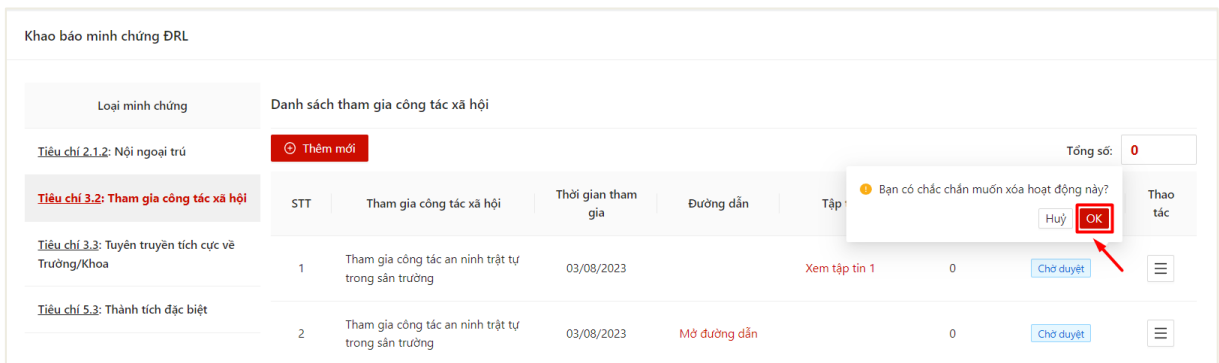 Khao báo minh chứng ĐRL
Loại minh chứng
Tiêu chí 2.1.2: Nội ngoại trú
Tiêu chí 3.2: Tham gia công tác xã hội
Tiêu chí 3.3: Tuyên truyền tích cực về
Trường/Khoa
Tiêu chí 5.3: Thành tích đặc biệt
Danh sách tham gia công tác xã hội
Thêm mới
Tổng số: 0
Bạn có chắc chắn muốn xóa hoạt động này?
Huỷ OK
STT Tham gia công tác xã hội Thời gian tham gia Đường dẫn Tập Thao tác
1 Tham gia công tác an ninh trật tự
trong sân trường 03/08/2023 Xem tập tin 1 0 Chờ duyệt
2 Tham gia công tác an ninh trật tự
trong sân trường 03/08/2023 Mở đường dẫn 0 Chờ duyệt